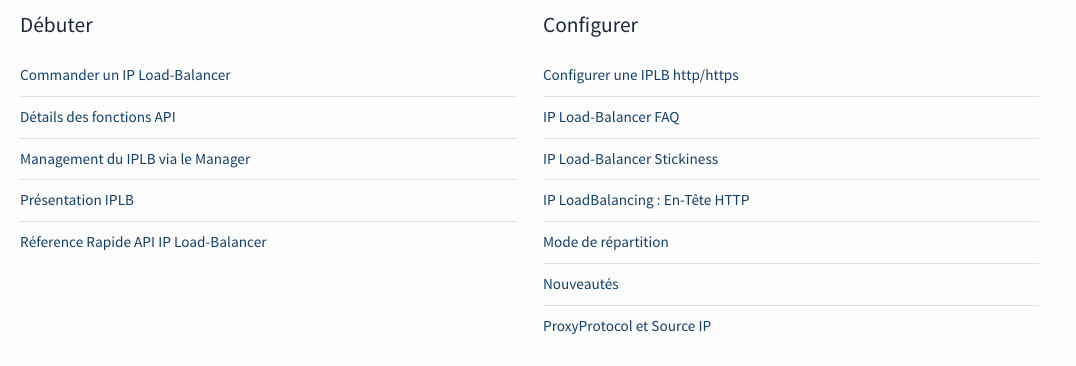 Débuter
Commander un IP Load-Balancer
Détails des fonctions API
Management du IPLB via le Manager
Présentation IPLB
Réference Rapide API IP Load-Balancer
Configurer
Configurer une IPLB http/https
IP Load-Balancer FAQ
IP Load-Balancer Stickiness
IP LoadBalancing : En-Tête HTTP
Mode de répartition
Nouveautés
ProxyProtocol et Source IP